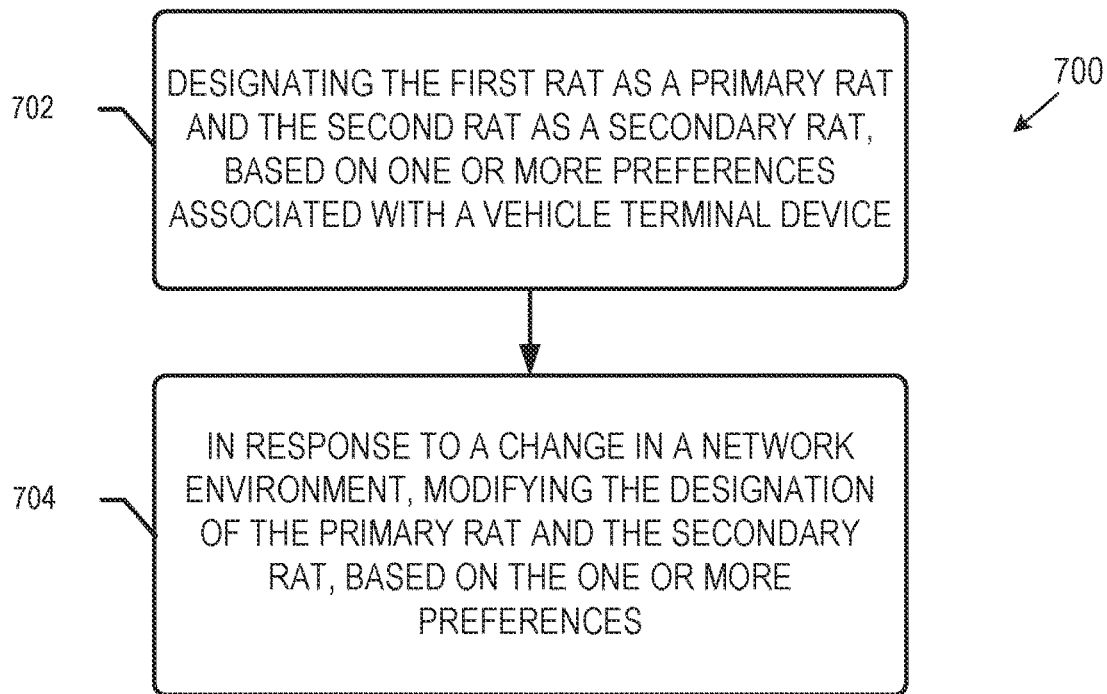 700
702
DESIGNATING THE FIRST RAT AS A PRIMARY RAT
AND THE SECOND RAT AS A SECONDARY RAT,
BASED ON ONE OR MORE PREFERENCES
ASSOCIATED WITH A VEHICLE TERMINAL DEVICE
704
IN RESPONSE TO A CHANGE IN A NETWORK
ENVIRONMENT, MODIFYING THE DESIGNATION
OF THE PRIMARY RAT AND THE SECONDARY
RAT, BASED ON THE ONE OR MORE
PREFERENCES